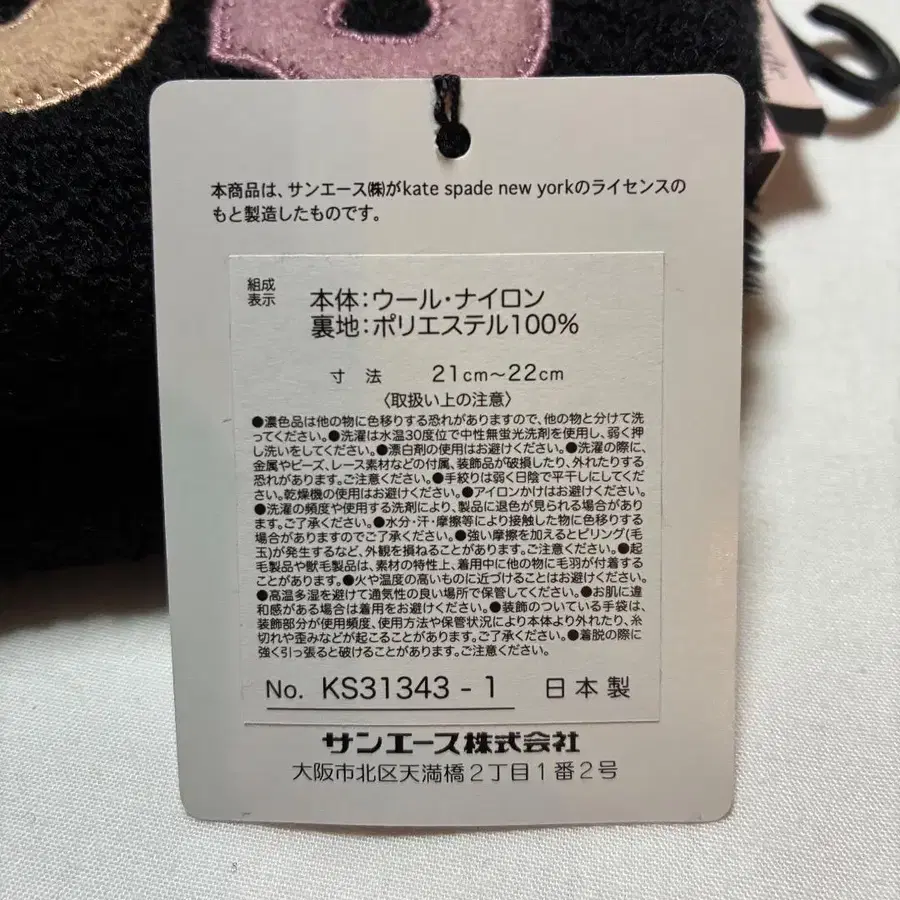 本商品は、サンエース㈱がkate spade new yorkのライセンスの
もと製造したものです。
組成
表示
本体：ウール・ナイロン
裏地：ポリエステル100%
寸法 21cm〜22cm
〈取扱い上の注意〉
●濃色品は他の物に色移りする恐れがありますので、他の物と分けて洗
ってください。●洗濯は水温30度位で中性無蛍光洗剤を使用し、弱く押
し洗いをしてください。●漂白剤の使用はお避けください。●洗濯の際に、
金属やビーズ、レース素材などの付属、装飾品が破損したり、外れたりする
恐れがあります。ご注意ください。●手絞りは弱く日陰で平干しにしてくだ
さい。乾燥機の使用はお避けください。●アイロンかけはお避けください。
●洗濯の頻度や使用する洗剤により、製品に退色が見られる場合があり
ます。ご了承ください。●水分・汗・摩擦等により接触した物に色移りする
場合がありますのでご了承ください。●強い摩擦を加えるとピリング(毛
玉)が発生するなど、外観を損ねることがあります。ご注意ください。●起
毛製品や獣毛製品は、素材の特性上、着用中に他の物に毛羽が付着する
ことがあります。●火や温度の高いものに近づけることはお避けください。
●高温多湿を避けて通気性の良い場所で保管してください。●お肌に違
和感がある場合は着用をお避けください。●装飾のついている手袋は、
装飾部分が使用頻度、使用方法や保管状況により本体より外れたり、糸
切れや歪みなどが起こることがあります。ご了承ください。●着脱の際に
強く引っ張ると破けることがあります。ご注意ください。
No. KS31343-1 日本製
サンエース株式会社
大阪市北区天満橋2丁目1番2号